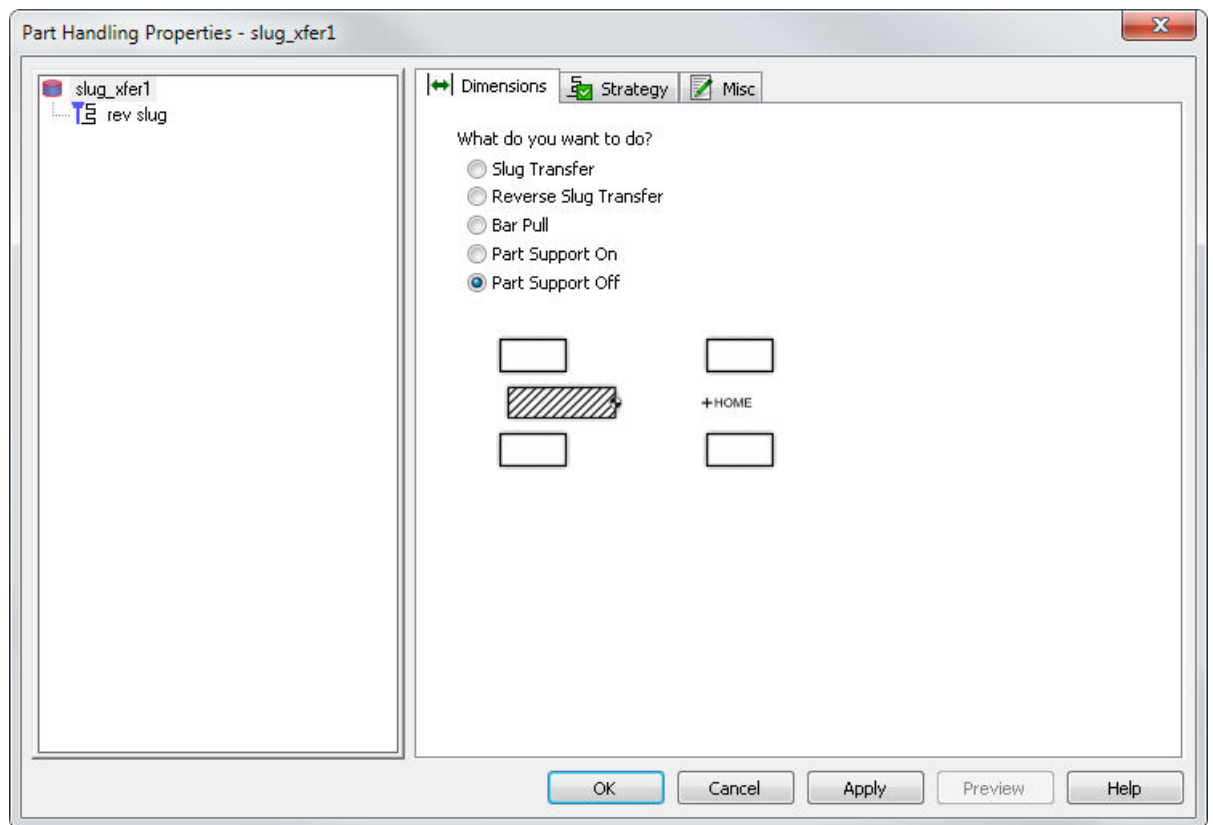 Part Handling Properties - slug_xfer1
slug_xfer1
rev slug
Dimensions Strategy Misc
What do you want to do?
Slug Transfer
Reverse Slug Transfer
Bar Pull
Part Support On
Part Support Off
+HOME
OK Cancel Apply Preview Help